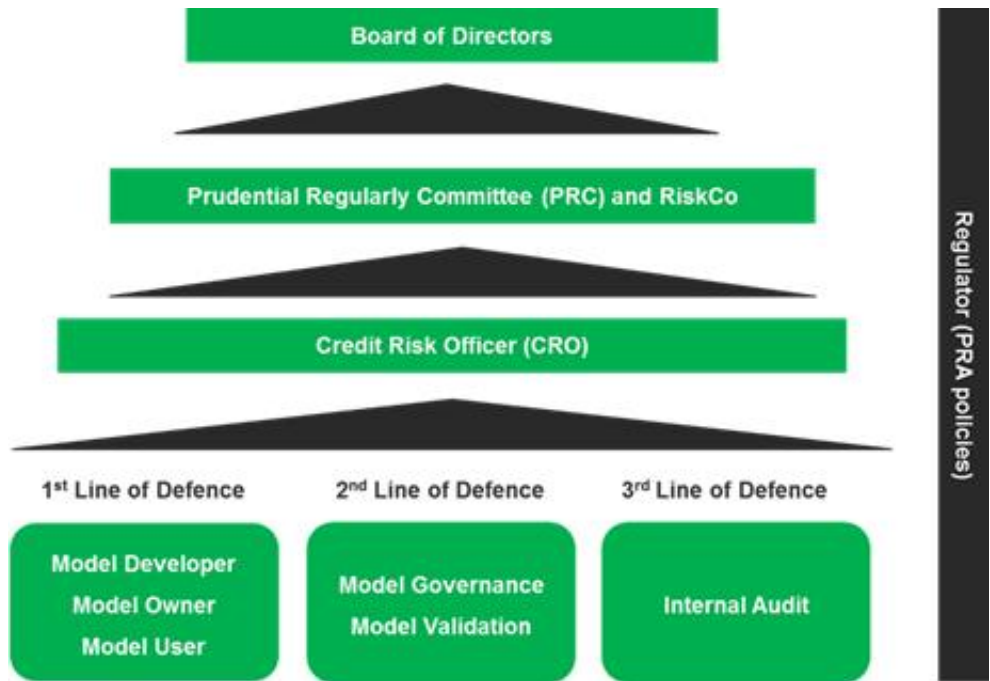 Board of Directors
Prudential Regularly Committee (PRC) and RiskCo
Credit Risk Officer (CRO)
1st Line of Defence
2nd Line of Defence
3rd Line of Defence
Model Developer
Model Owner
Model User
Model Governance
Model Validation
Internal Audit
Regulator (PRA policies)